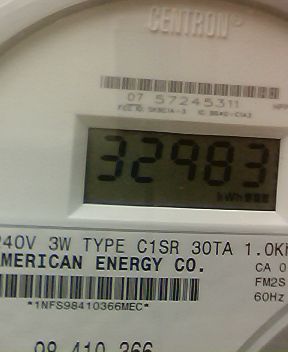 CENTRON®
07 57245311
32983
kWh
240V 3W TYPE C1SR 30TA 1.0K
AMERICAN ENERGY CO.
CA 0
FM2S
60Hz
*1NFS98410366MEC*
98 410 366